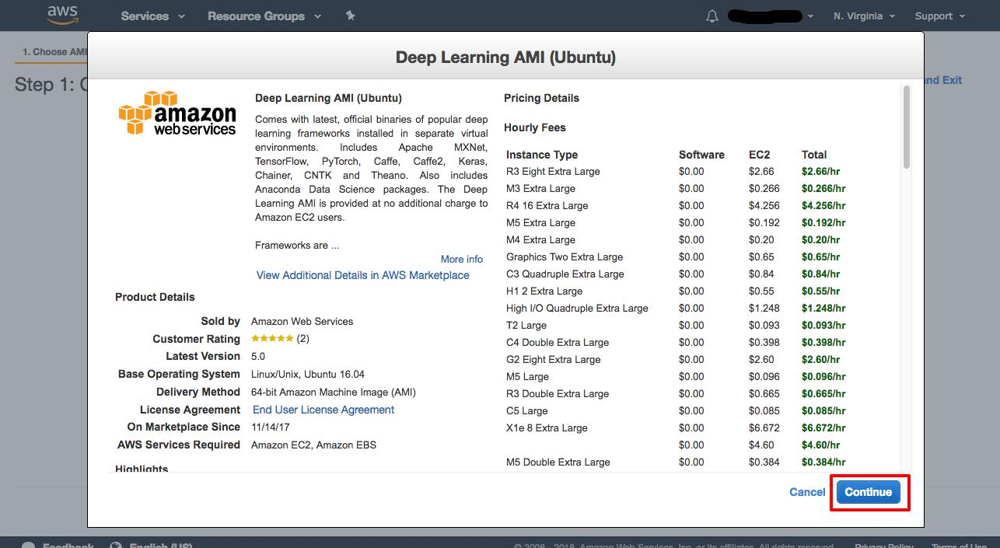 aws
Services
Resource Groups
N. Virginia
Support
1. Choose AMI
Step 1: C
nd Exit
Deep Learning AMI (Ubuntu)
amazon
web services
Deep Learning AMI (Ubuntu)
Comes with latest, official binaries of popular deep
learning frameworks installed in separate virtual
environments. Includes Apache MXNet,
TensorFlow, PyTorch, Caffe, Caffe2, Keras,
Chainer, CNTK and Theano. Also includes
Anaconda Data Science packages. The Deep
Learning AMI is provided at no additional charge to
Amazon EC2 users.
Frameworks are ...
More info
View Additional Details in AWS Marketplace
Product Details
Sold by Amazon Web Services
Customer Rating ★★★★★ (2)
Latest Version 5.0
Base Operating System Linux/Unix, Ubuntu 16.04
Delivery Method 64-bit Amazon Machine Image (AMI)
License Agreement End User License Agreement
On Marketplace Since 11/14/17
AWS Services Required Amazon EC2, Amazon EBS
Highlights
Pricing Details
Hourly Fees
Instance Type Software EC2 Total
R3 Eight Extra Large $0.00 $2.66 $2.66/hr
M3 Extra Large $0.00 $0.266 $0.266/hr
R4 16 Extra Large $0.00 $4.256 $4.256/hr
M5 Extra Large $0.00 $0.192 $0.192/hr
M4 Extra Large $0.00 $0.20 $0.20/hr
Graphics Two Extra Large $0.00 $0.65 $0.65/hr
C3 Quadruple Extra Large $0.00 $0.84 $0.84/hr
H1 2 Extra Large $0.00 $0.55 $0.55/hr
High I/O Quadruple Extra Large $0.00 $1.248 $1.248/hr
T2 Large $0.00 $0.093 $0.093/hr
C4 Double Extra Large $0.00 $0.398 $0.398/hr
G2 Eight Extra Large $0.00 $2.60 $2.60/hr
M5 Large $0.00 $0.096 $0.096/hr
R3 Double Extra Large $0.00 $0.665 $0.665/hr
C5 Large $0.00 $0.085 $0.085/hr
X1e 8 Extra Large $0.00 $6.672 $6.672/hr
$0.00 $4.60 $4.60/hr
M5 Double Extra Large $0.00 $0.384 $0.384/hr
Cancel
Continue
Feedback
English (US)
© 2008 - 2018, Amazon Web Services, Inc. or its affiliates. All rights reserved.
Privacy Policy
Terms of Use